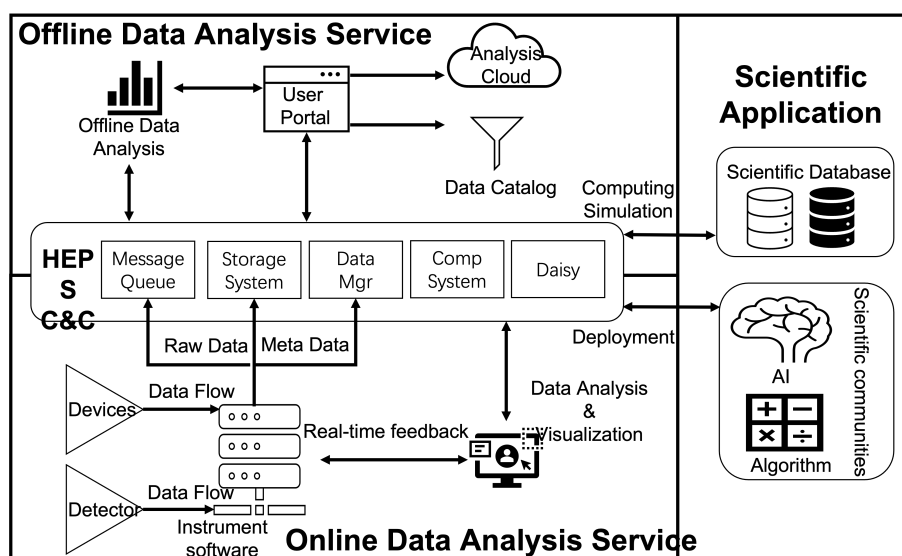 Offline Data Analysis Service
Analysis
Cloud
User
Portal
Offline Data
Analysis
Data Catalog
Scientific
Application
Scientific Database
Computing
Simulation
HEP
S
C&C
Message
Queue
Storage
System
Data
Mgr
Comp
System
Daisy
Deployment
Raw Data
Meta Data
Devices
Data Flow
Real-time feedback
Data Analysis
&
Visualization
Detector
Data Flow
Instrument
software
Online Data Analysis Service
AI
Algorithm
Scientific communities